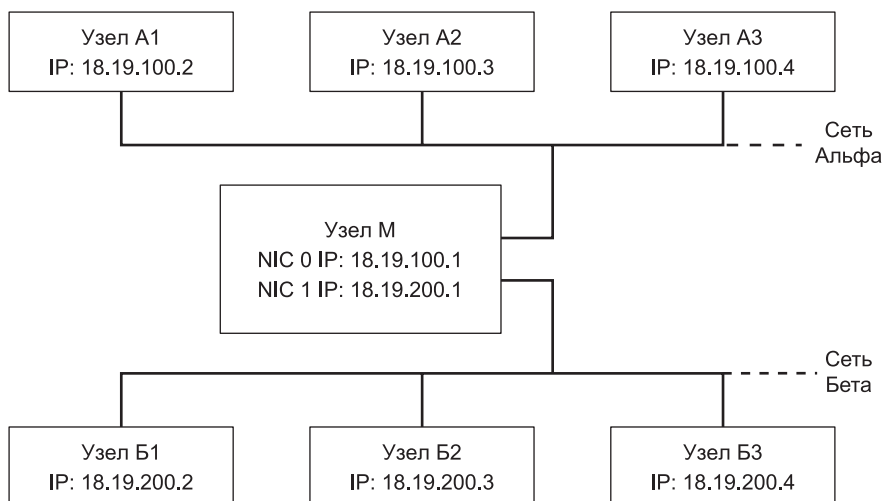 Узел А1
IP: 18.19.100.2
Узел А2
IP: 18.19.100.3
Узел А3
IP: 18.19.100.4
Сеть
Альфа
Узел М
NIC 0 IP: 18.19.100.1
NIC 1 IP: 18.19.200.1
Сеть
Бета
Узел Б1
IP: 18.19.200.2
Узел Б2
IP: 18.19.200.3
Узел Б3
IP: 18.19.200.4